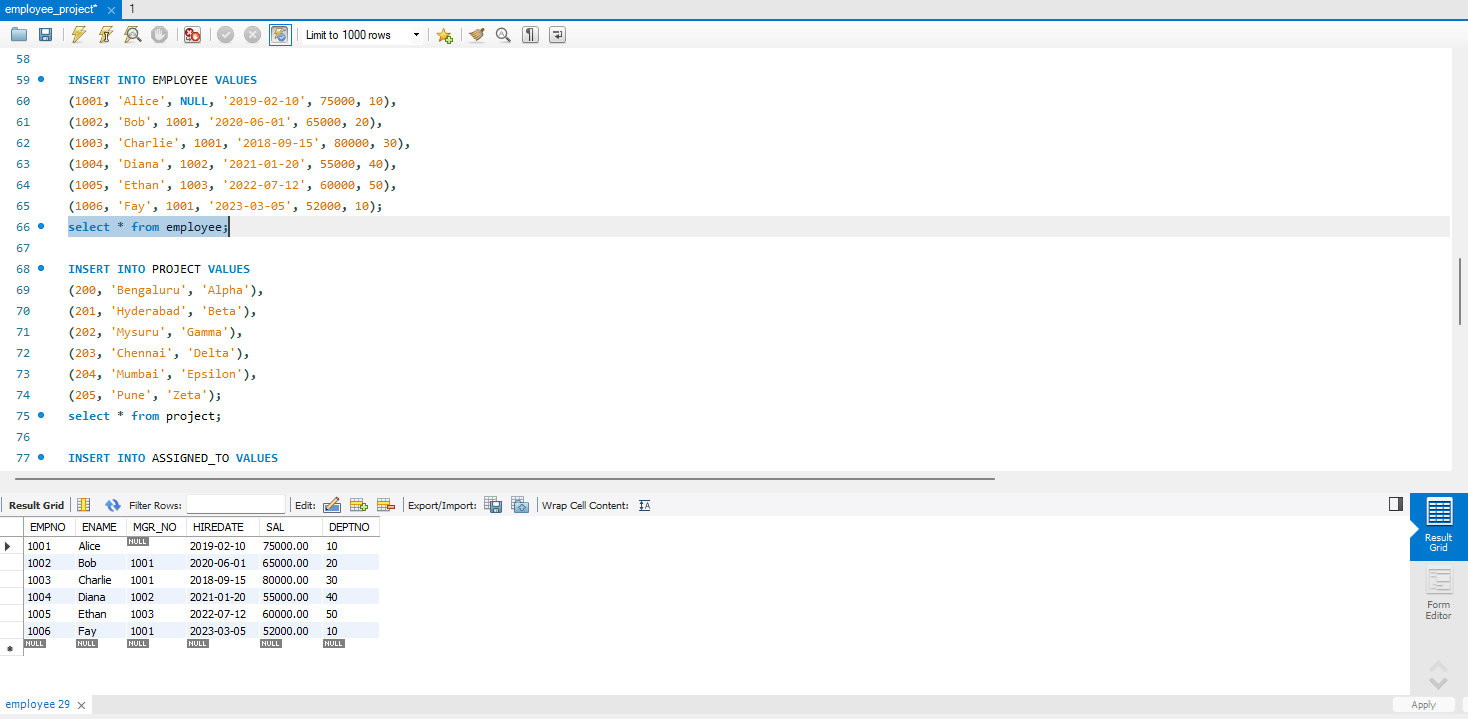 employee_project* × 1
Limit to 1000 rows
58
59 INSERT INTO EMPLOYEE VALUES
60 (1001, 'Alice', NULL, '2019-02-10', 75000, 10),
61 (1002, 'Bob', 1001, '2020-06-01', 65000, 20),
62 (1003, 'Charlie', 1001, '2018-09-15', 80000, 30),
63 (1004, 'Diana', 1002, '2021-01-20', 55000, 40),
64 (1005, 'Ethan', 1003, '2022-07-12', 60000, 50),
65 (1006, 'Fay', 1001, '2023-03-05', 52000, 10);
66 select * from employee;
67
68 INSERT INTO PROJECT VALUES
69 (200, 'Bengaluru', 'Alpha'),
70 (201, 'Hyderabad', 'Beta'),
71 (202, 'Mysuru', 'Gamma'),
72 (203, 'Chennai', 'Delta'),
73 (204, 'Mumbai', 'Epsilon'),
74 (205, 'Pune', 'Zeta');
75 select * from project;
76
77 INSERT INTO ASSIGNED_TO VALUES
Result Grid Filter Rows: Edit: Export/Import: Wrap Cell Content: IA
EMPNO ENAME MGR_NO HIREDATE SAL DEPTNO
1001 Alice NULL 2019-02-10 75000.00 10
1002 Bob 1001 2020-06-01 65000.00 20
1003 Charlie 1001 2018-09-15 80000.00 30
1004 Diana 1002 2021-01-20 55000.00 40
1005 Ethan 1003 2022-07-12 60000.00 50
1006 Fay 1001 2023-03-05 52000.00 10
NULL NULL NULL NULL NULL NULL
Result
Grid
Form
Editor
employee 29 ×
Apply